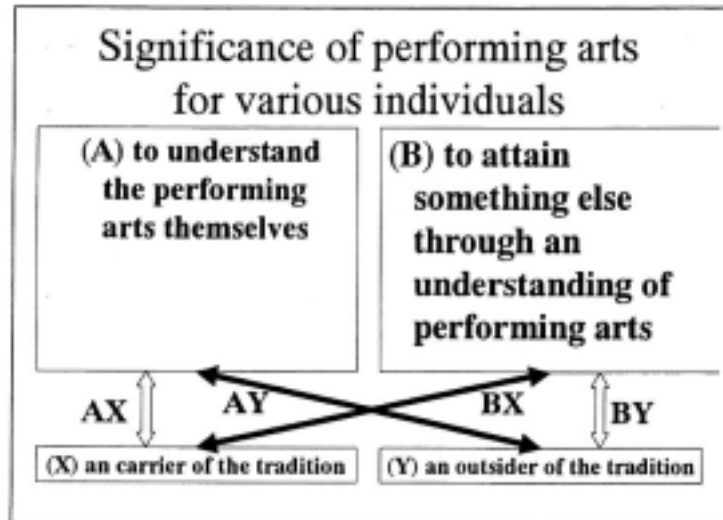 Significance of performing arts
for various individuals
(A) to understand
the performing
arts themselves
(B) to attain
something else
through an
understanding of
performing arts
AX
AY
BX
BY
(X) an carrier of the tradition
(Y) an outsider of the tradition